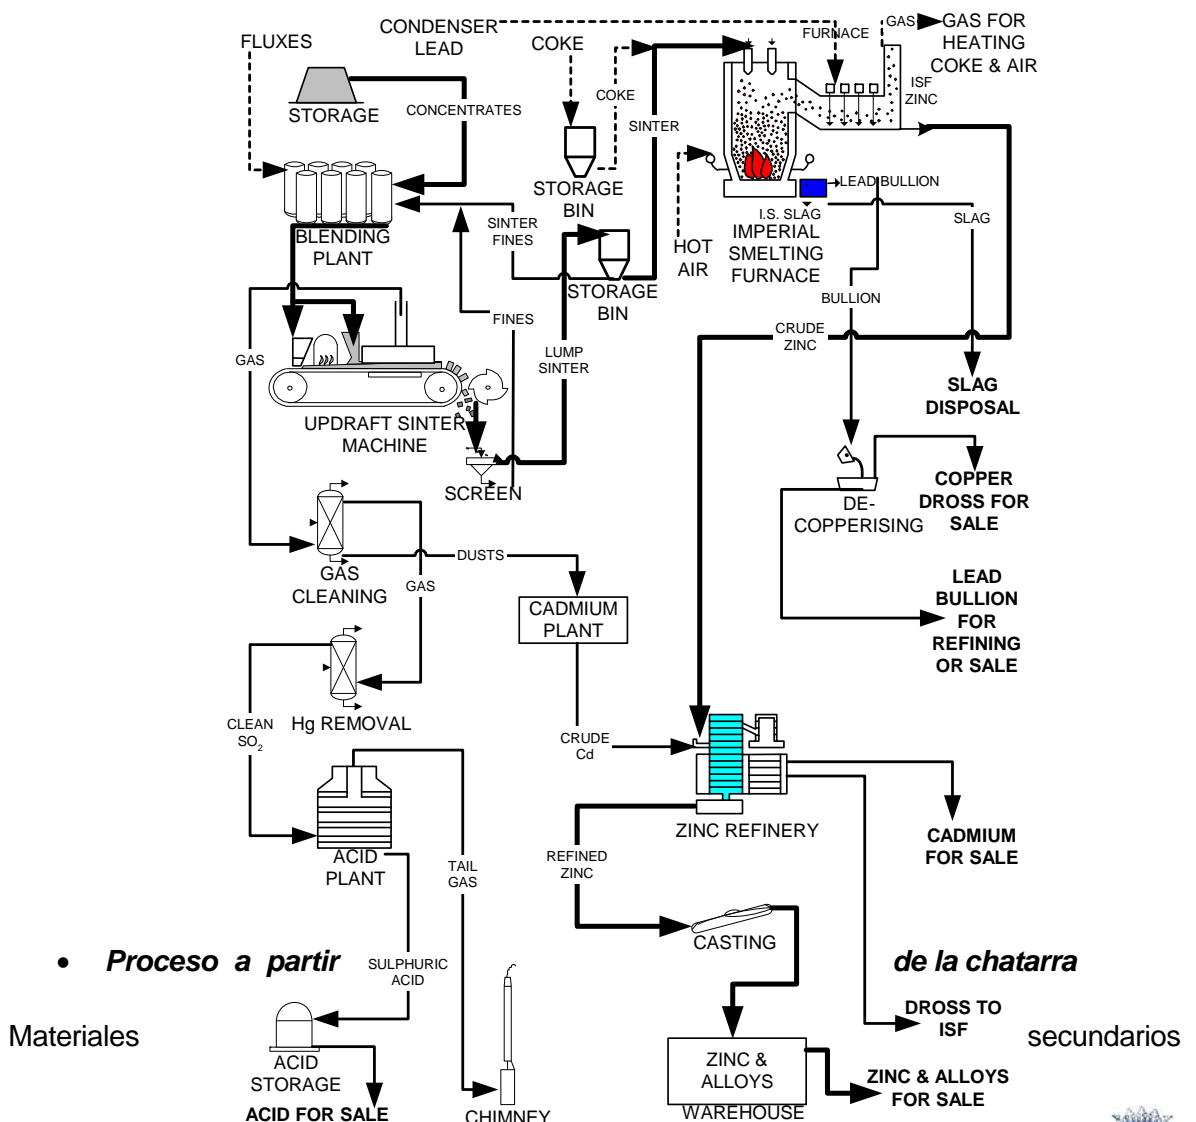 FLUXES
CONDENSER
LEAD
COKE
FURNACE
GAS
GAS FOR
HEATING
COKE & AIR
ISF
ZINC
STORAGE
CONCENTRATES
COKE
SINTER
STORAGE
BIN
LEAD BULLION
I.S. SLAG
IMPERIAL
SMELTING
FURNACE
SLAG
HOT
AIR
BLENDING
PLANT
SINTER
FINES
STORAGE
BIN
BULLION
CRUDE
ZINC
GAS
FINES
LUMP
SINTER
SLAG
DISPOSAL
UPDRAFT SINTER
MACHINE
SCREEN
DE-
COPPERISING
COPPER
DROSS FOR
SALE
GAS
CLEANING
DUSTS
GAS
CADMIUM
PLANT
LEAD
BULLION
FOR
REFINING
OR SALE
Hg REMOVAL
CLEAN
SO2
CRUDE
Cd
ZINC REFINERY
CADMIUM
FOR SALE
ACID
PLANT
TAIL
GAS
REFINED
ZINC
CASTING
• Proceso a partir de la chatarra
SULPHURIC
ACID
DROSS TO
ISF
Materiales secundarios
ACID
STORAGE
ACID FOR SALE
CHIMNEY
ZINC &
ALLOYS
WAREHOUSE
ZINC & ALLOYS
FOR SALE